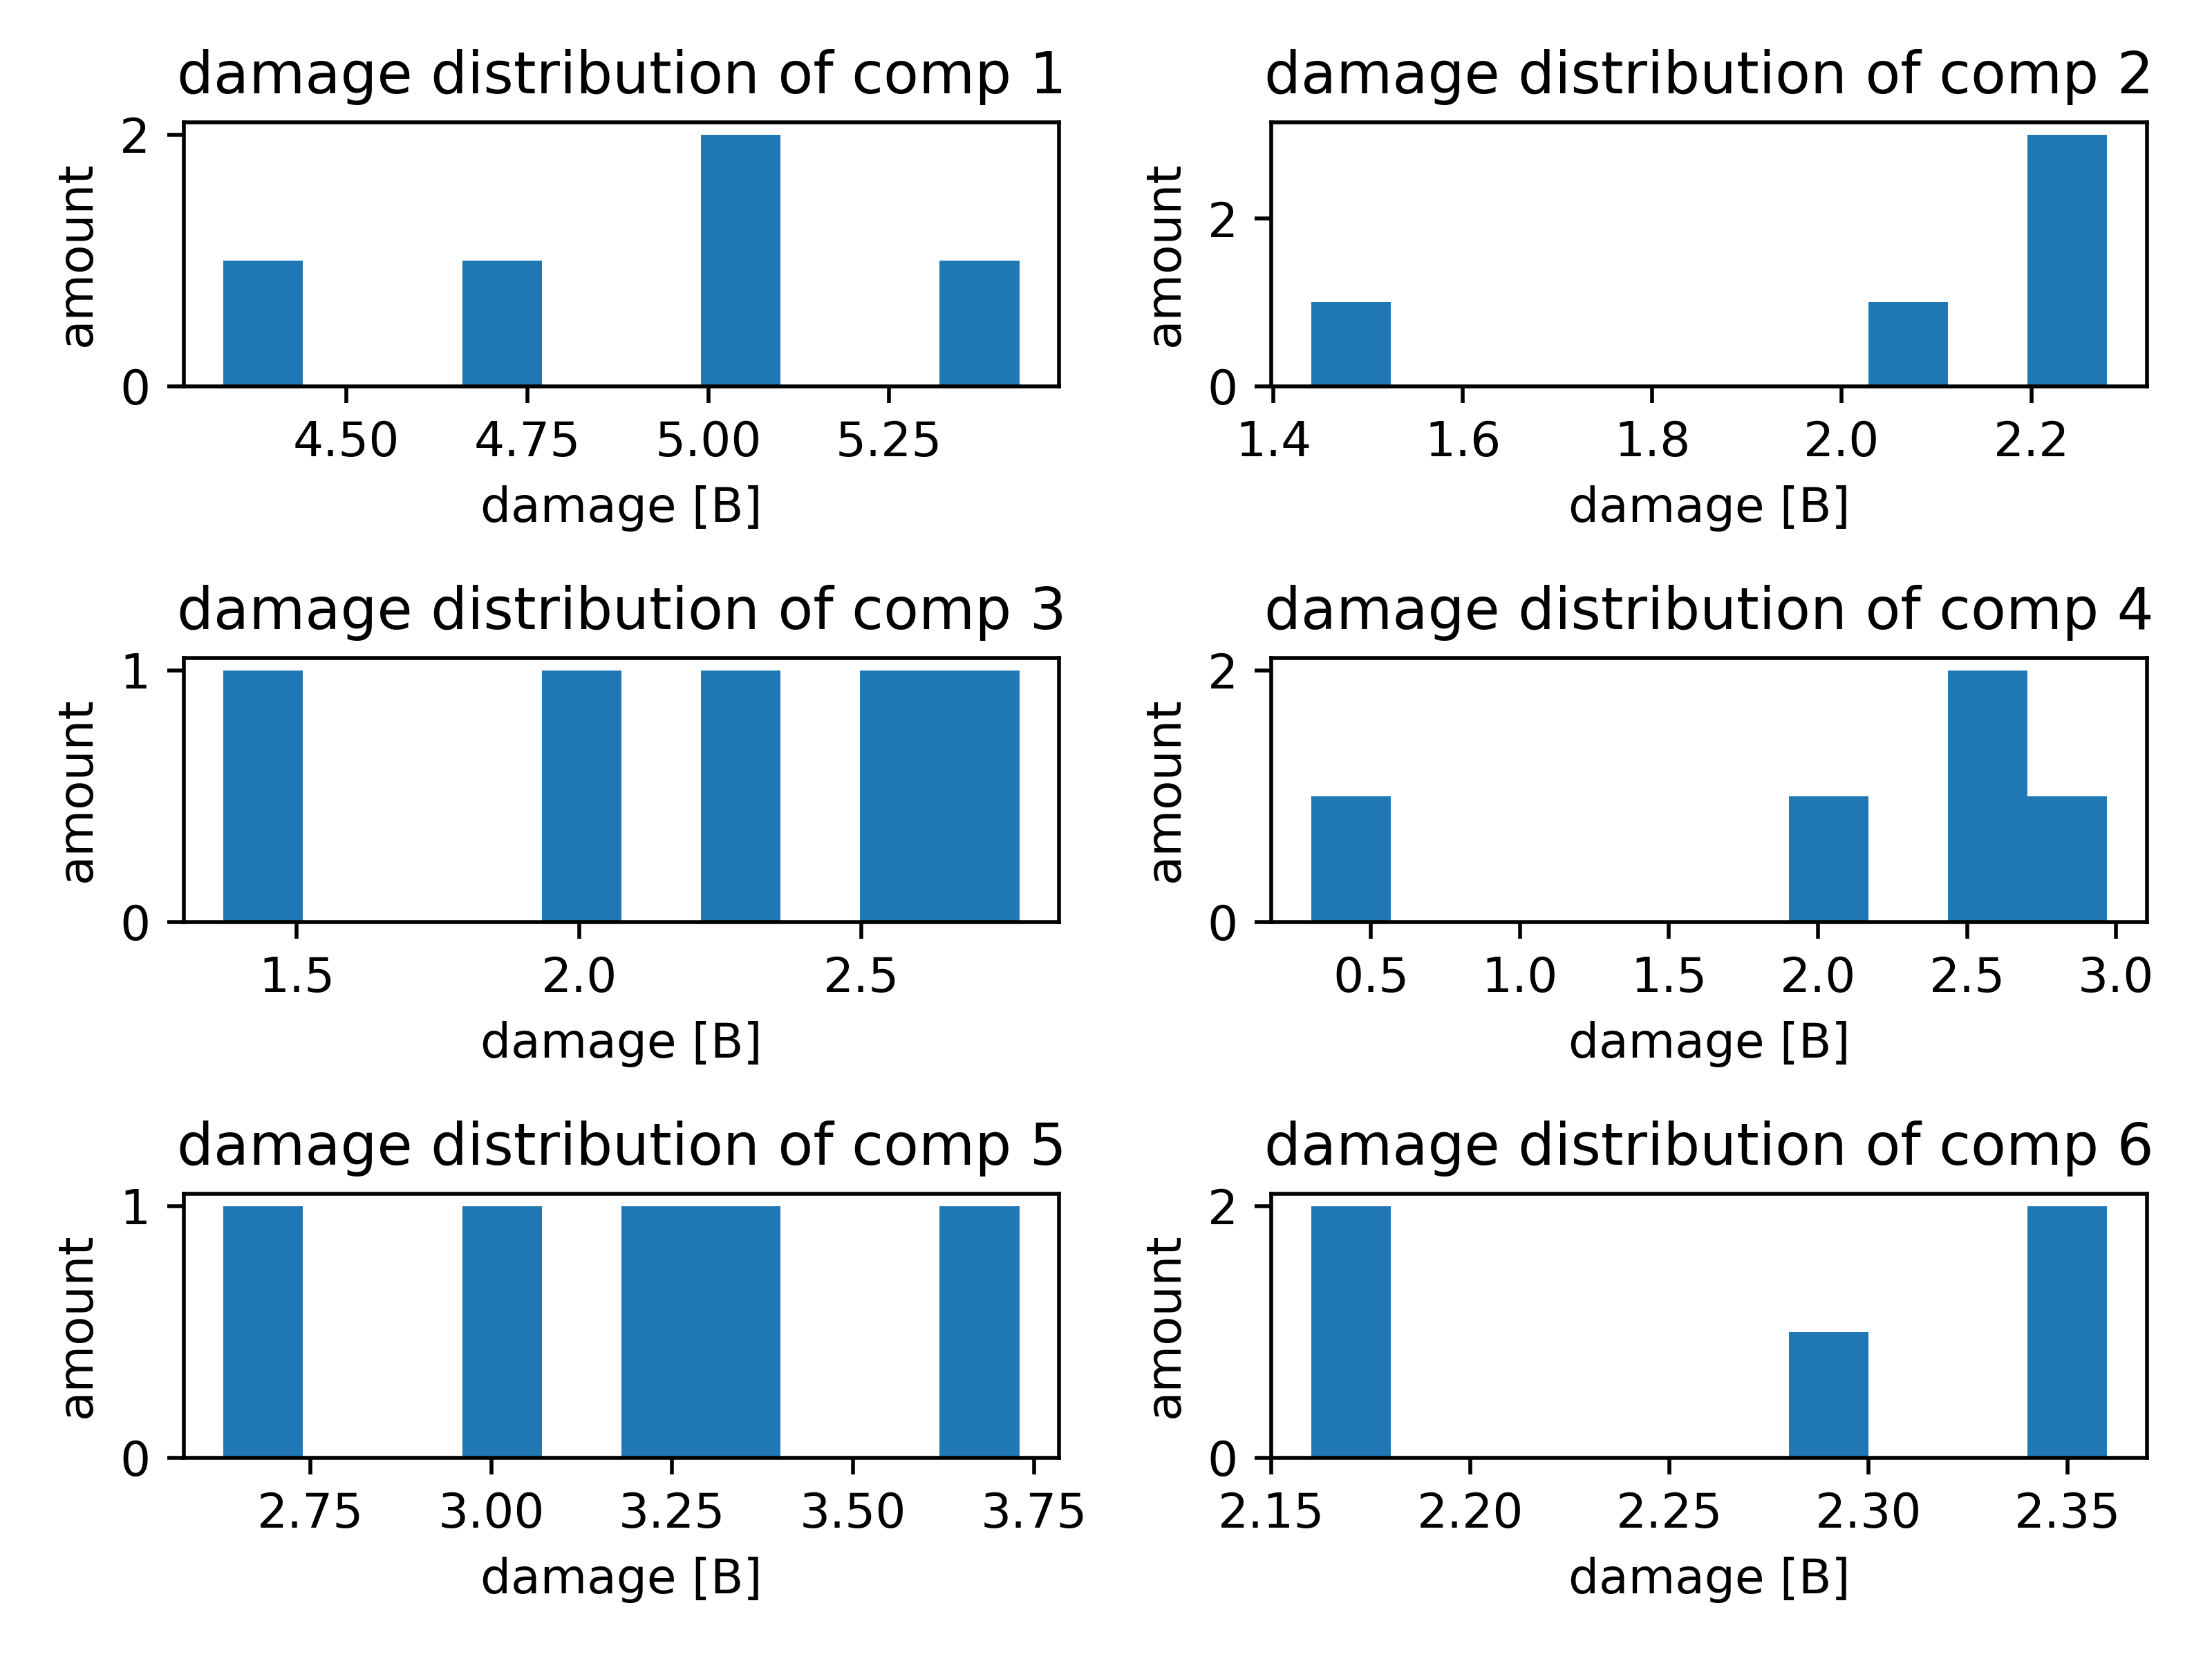 damage distribution of comp 1
amount
2
0
4.50 4.75 5.00 5.25
damage [B]
damage distribution of comp 2
amount
2
0
1.4 1.6 1.8 2.0 2.2
damage [B]
damage distribution of comp 3
amount
1
0
1.5 2.0 2.5
damage [B]
damage distribution of comp 4
amount
2
0
0.5 1.0 1.5 2.0 2.5 3.0
damage [B]
damage distribution of comp 5
amount
1
0
2.75 3.00 3.25 3.50 3.75
damage [B]
damage distribution of comp 6
amount
2
0
2.15 2.20 2.25 2.30 2.35
damage [B]